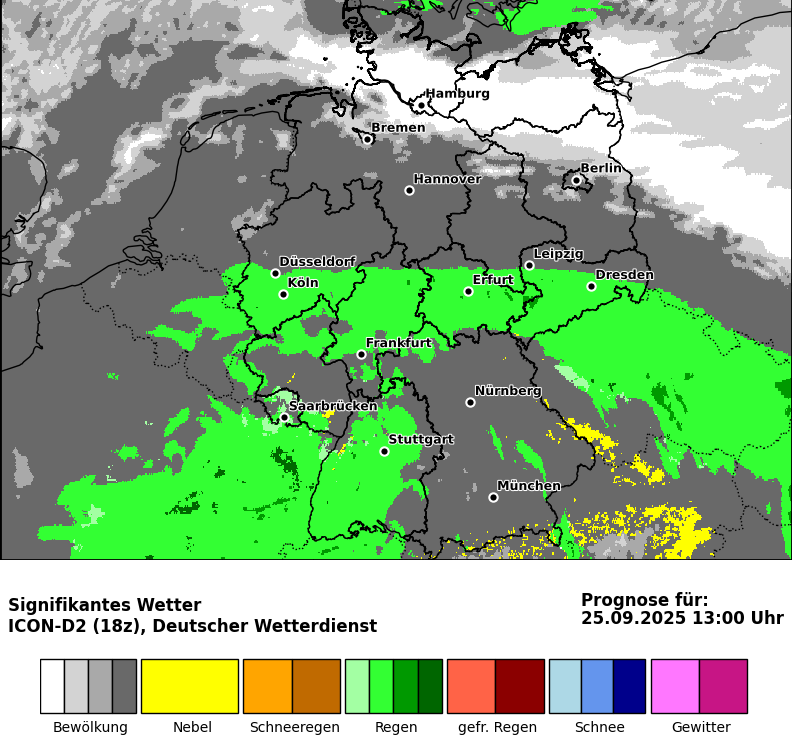 Hamburg
Bremen
Berlin
Hannover
Leipzig
Düsseldorf
Dresden
Köln
Erfurt
Frankfurt
Nürnberg
Saarbrücken
Stuttgart
München
Signifikantes Wetter
ICON-D2 (18z), Deutscher Wetterdienst
Prognose für:
25.09.2025 13:00 Uhr
Bewölkung Nebel Schneeregen Regen gefr. Regen Schnee Gewitter